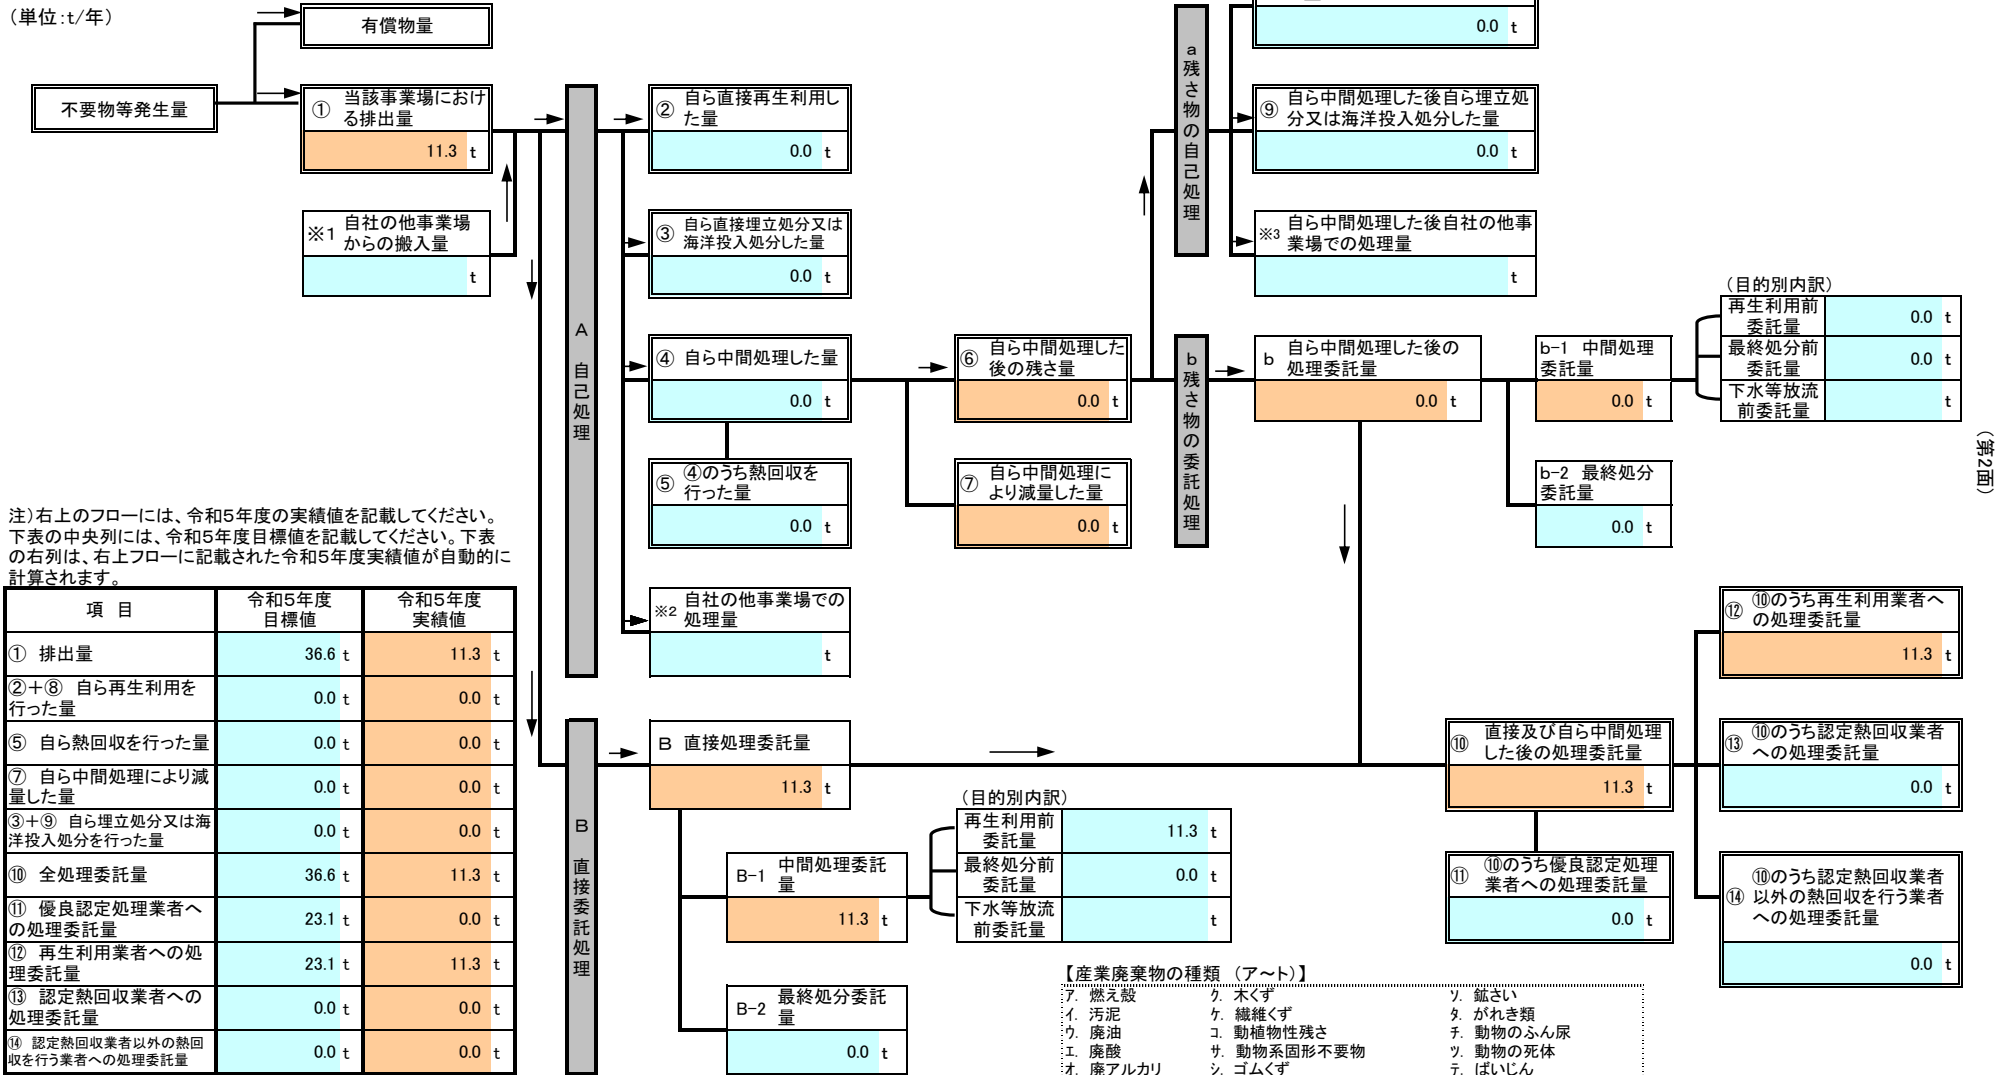 (単位:t/年)
有償物量
不要物等発生量
① 当該事業場におけ
る排出量
11.3 t
※1 自社の他事業場
からの搬入量
t
A 自己処理
② 自ら直接再生利用し
た量
0.0 t
③ 自ら直接埋立処分又は
海洋投入処分した量
0.0 t
④ 自ら中間処理した量
0.0 t
⑤ ④のうち熱回収を
行った量
0.0 t
※2 自社の他事業場での
処理量
t
⑥ 自ら中間処理した
後の残さ量
0.0 t
⑦ 自ら中間処理に
より減量した量
0.0 t
a 残さ物の自己処理
0.0 t
⑨ 自ら中間処理した後自ら埋立処
分又は海洋投入処分した量
0.0 t
※3 自ら中間処理した後自社の他事
業場での処理量
t
b 残さ物の委託処理
b 自ら中間処理した後の
処理委託量
0.0 t
b-1 中間処理
委託量
0.0 t
b-2 最終処分
委託量
0.0 t
(目的別内訳)
再生利用前
委託量
0.0 t
最終処分前
委託量
0.0 t
下水等放流
前委託量
t
(第2面)
注)右上のフローには、令和5年度の実績値を記載してください。
下表の中央列には、令和5年度目標値を記載してください。下表
の右列は、右上フローに記載された令和5年度実績値が自動的に
計算されます。
項 目 令和5年度
目標値 令和5年度
実績値
① 排出量 36.6 t 11.3 t
②+⑧ 自ら再生利用を
行った量 0.0 t 0.0 t
⑤ 自ら熱回収を行った量 0.0 t 0.0 t
⑦ 自ら中間処理により減
量した量 0.0 t 0.0 t
③+⑨ 自ら埋立処分又は海
洋投入処分を行った量 0.0 t 0.0 t
⑩ 全処理委託量 36.6 t 11.3 t
⑪ 優良認定処理業者へ
の処理委託量 23.1 t 0.0 t
⑫ 再生利用業者への処
理委託量 23.1 t 11.3 t
⑬ 認定熱回収業者への
処理委託量 0.0 t 0.0 t
⑭ 認定熱回収業者以外の熱回
収を行う業者への処理委託量 0.0 t 0.0 t
B 直接委託処理
B 直接処理委託量
11.3 t
B-1 中間処理委託
量
11.3 t
B-2 最終処分委託
量
0.0 t
(目的別内訳)
再生利用前
委託量
11.3 t
最終処分前
委託量
0.0 t
下水等放流
前委託量
t
⑩ 直接及び自ら中間処理
した後の処理委託量
11.3 t
⑪ ⑩のうち優良認定処理
業者への処理委託量
0.0 t
⑫ ⑩のうち再生利用業者へ
の処理委託量
11.3 t
⑬ ⑩のうち認定熱回収業者
への処理委託量
0.0 t
⑭ ⑩のうち認定熱回収業者
以外の熱回収を行う業者
への処理委託量
0.0 t
【産業廃棄物の種類 (ア~ト)】
ア. 燃え殻 ク. 木くず ソ. 鉱さい
イ. 汚泥 ケ. 繊維くず タ. がれき類
ウ. 廃油 コ. 動植物性残さ チ. 動物のふん尿
エ. 廃酸 サ. 動物系固形不要物 ツ. 動物の死体
オ. 廃アルカリ シ. ゴムくず テ. ばいじん